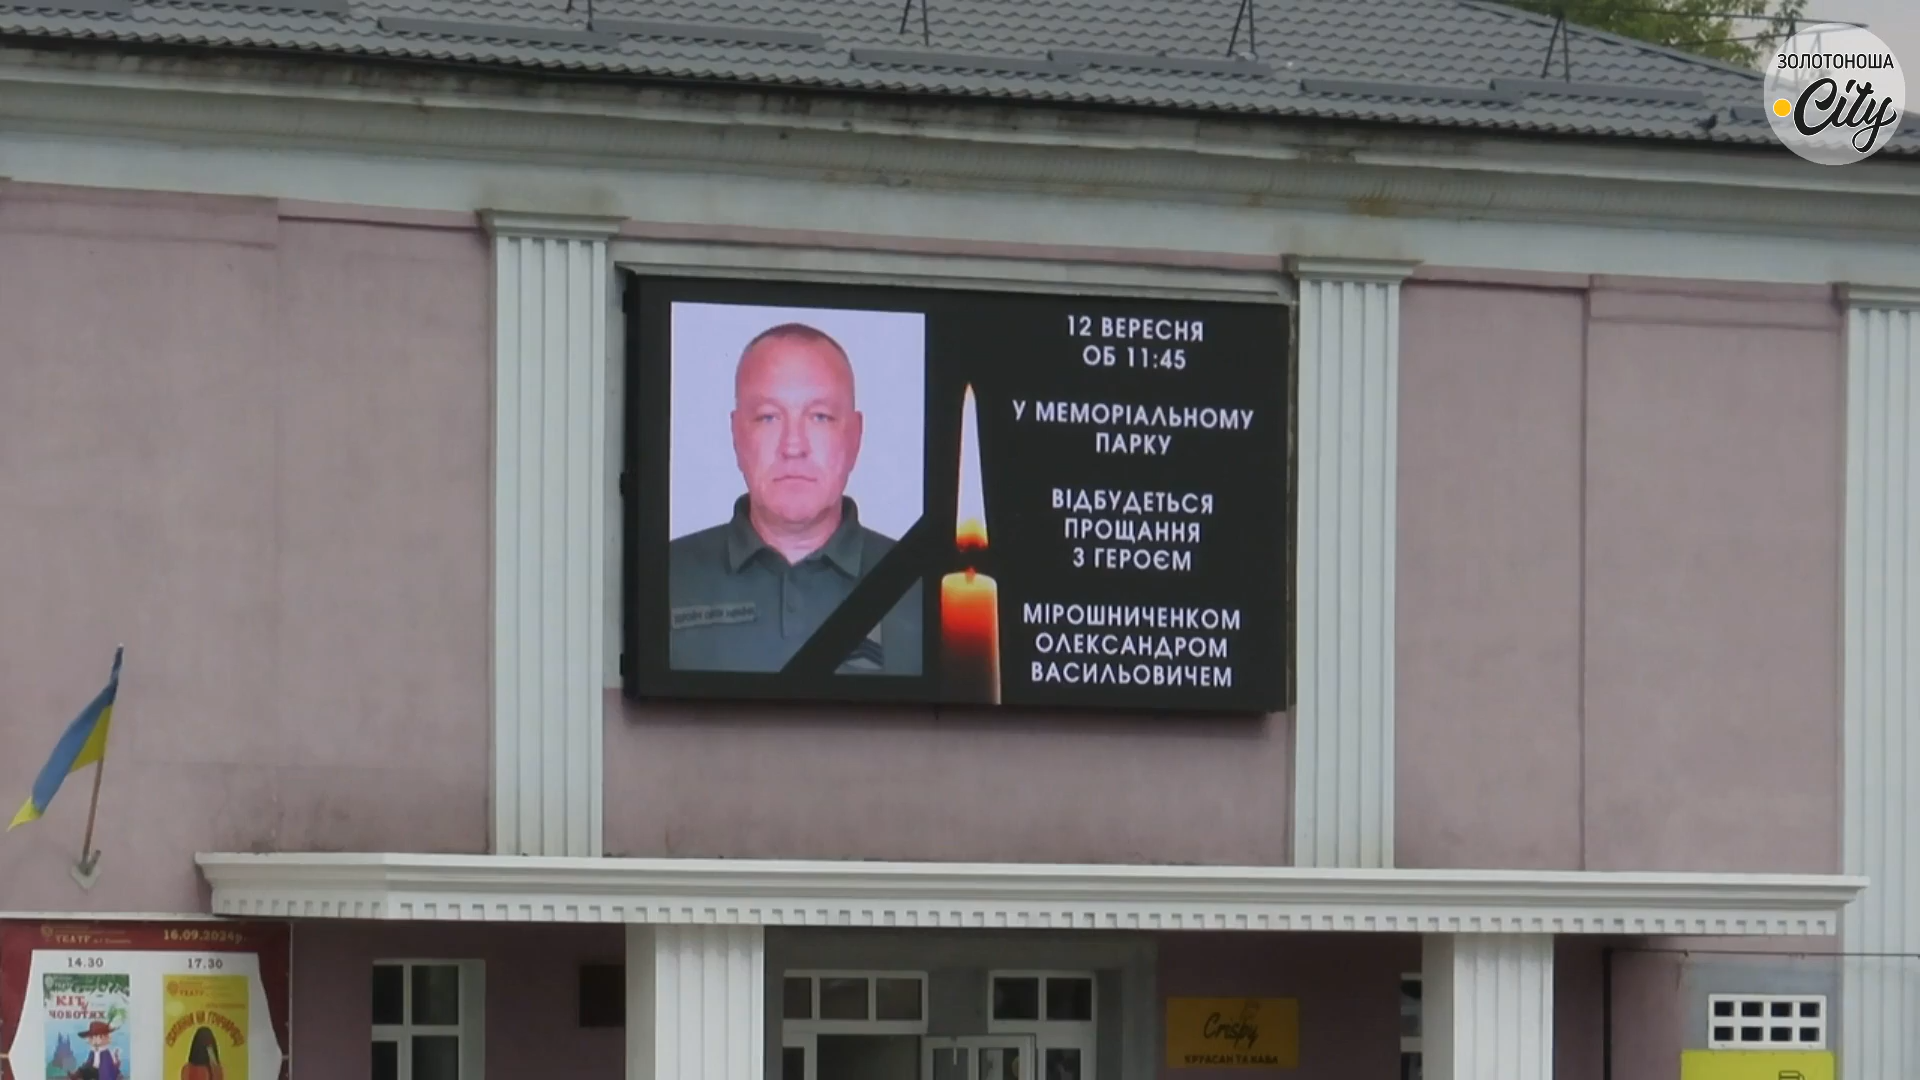 ЗОЛОТОНОША
City
12 ВЕРЕСНЯ
ОБ 11:45
У МЕМОРІАЛЬНОМУ
ПАРКУ
ВІДБУДЕТЬСЯ
ПРОЩАННЯ
З ГЕРОЄМ
МІРОШНИЧЕНКОМ
ОЛЕКСАНДРОМ
ВАСИЛЬОВИЧЕМ
ТЕАТР
16.09.2024р.
14.30
17.30
КІТ У
ЧОБОТЯХ
Crispy
КРУАСАН ТА КАВА